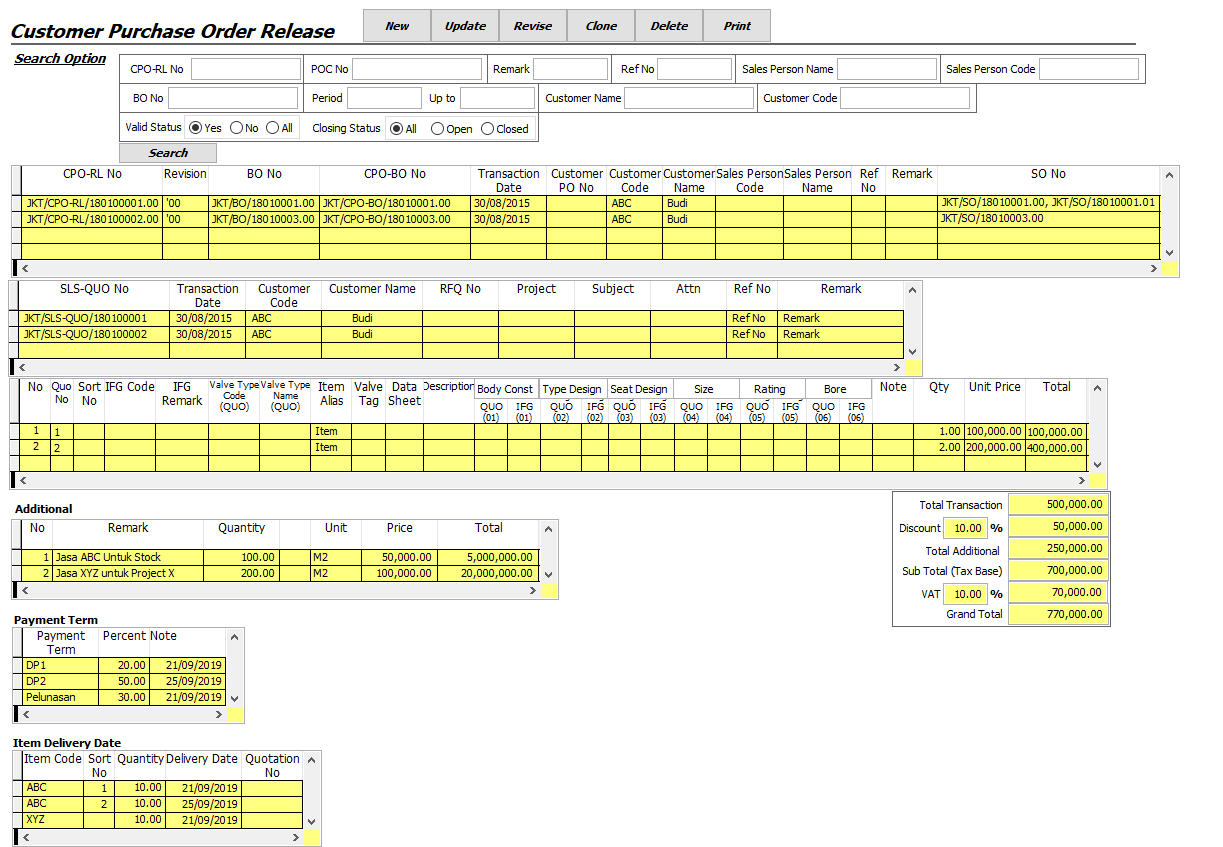 Customer Purchase Order Release New Update Revise Clone Delete Print
Search Option
CPO-RL No POC No Remark Ref No Sales Person Name Sales Person Code
BO No Period Up to Customer Name Customer Code
Valid Status Yes No All Closing Status All Open Closed
Search
CPO-RL No Revision BO No CPO-BO No Transaction Date Customer PO No Customer Code Customer Name Sales Person Code Sales Person Name Ref No Remark SO No
JKT/CPO-RL/180100001.00 '00 JKT/BO/18010001.00 JKT/CPO-BO/18010001.00 30/08/2015 ABC Budi JKT/SO/18010001.00, JKT/SO/18010001.01
JKT/CPO-RL/180100002.00 '00 JKT/BO/18010003.00 JKT/CPO-BO/18010003.00 30/08/2015 ABC Budi JKT/SO/18010003.00
SLS-QUO No Transaction Date Customer Code Customer Name RFQ No Project Subject Attn Ref No Remark
JKT/SLS-QUO/180100001 30/08/2015 ABC Budi Ref No Remark
JKT/SLS-QUO/180100002 30/08/2015 ABC Budi Ref No Remark
No Quo No Sort No IFG Code IFG Remark Valve Type Code (QUO) Valve Type Name (QUO) Item Alias Valve Tag Data Sheet Description Body Const Type Design Seat Design Size Rating Bore Note Qty Unit Price Total
QUO (01) IFG (01) QUO (02) IFG (02) QUO (03) IFG (03) QUO (04) IFG (04) QUO (05) IFG (05) QUO (06) IFG (06)
1 1 Item 1.00 100,000.00 100,000.00
2 2 Item 2.00 200,000.00 400,000.00
Additional
No Remark Quantity Unit Price Total
1 Jasa ABC Untuk Stock 100.00 M2 50,000.00 5,000,000.00
2 Jasa XYZ untuk Project X 200.00 M2 100,000.00 20,000,000.00
Total Transaction 500,000.00
Discount 10.00 % 50,000.00
Total Additional 250,000.00
Sub Total (Tax Base) 700,000.00
VAT 10.00 % 70,000.00
Grand Total 770,000.00
Payment Term
Payment Term Percent Note
DP1 20.00 21/09/2019
DP2 50.00 25/09/2019
Pelunasan 30.00 21/09/2019
Item Delivery Date
Item Code Sort No Quantity Delivery Date Quotation No
ABC 1 10.00 21/09/2019
ABC 2 10.00 25/09/2019
XYZ 10.00 21/09/2019